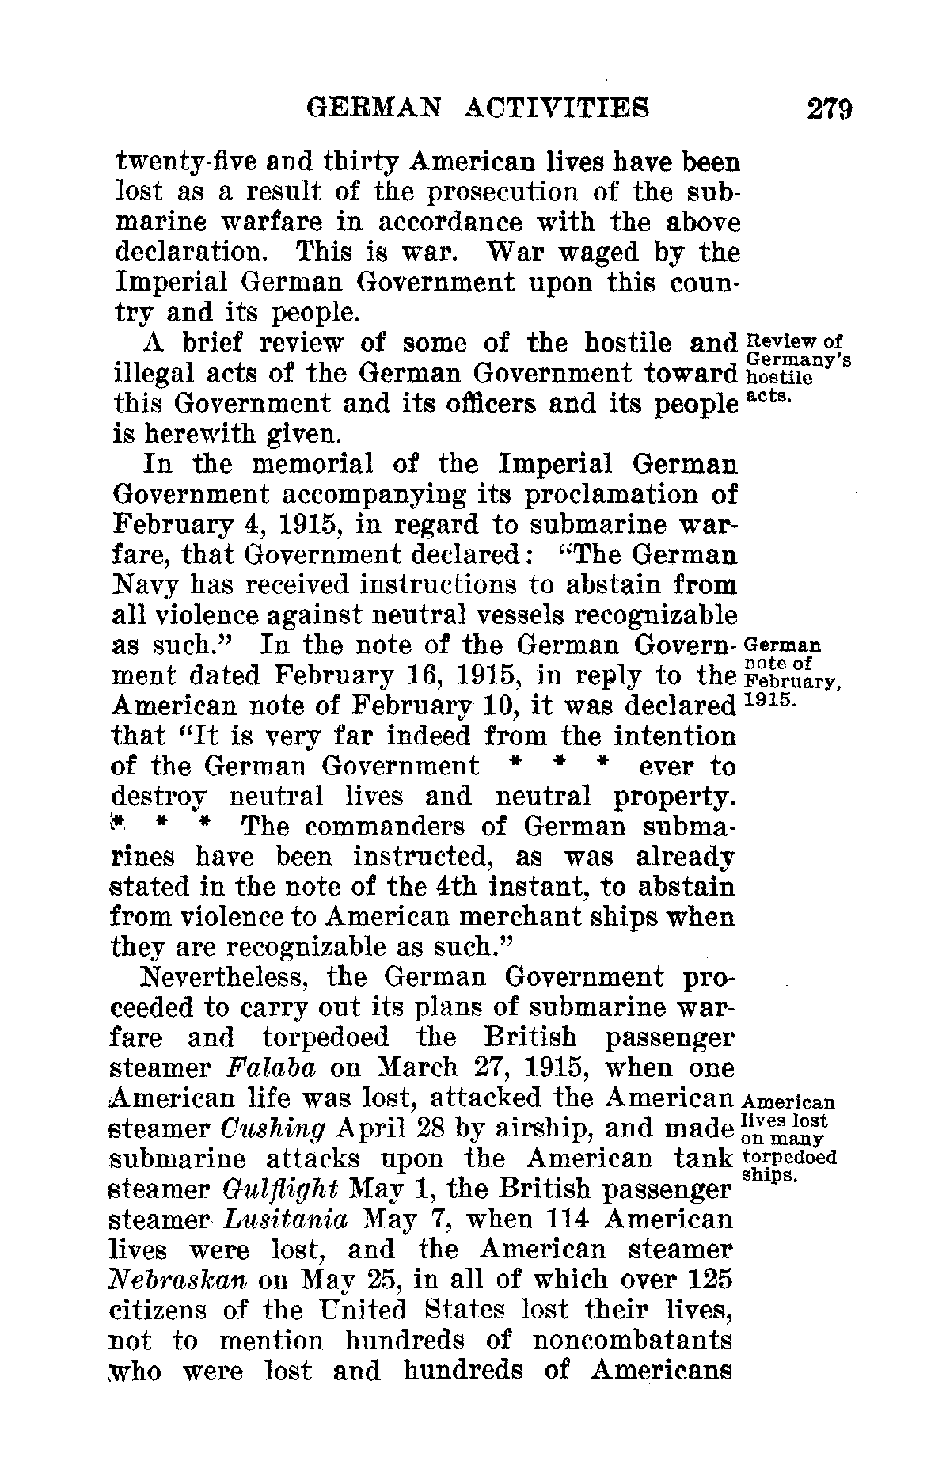 GERMAN ACTIVITIES 279
twenty-five and thirty American lives have been
lost as a result of the prosecution of the sub-
marine warfare in accordance with the above
declaration. This is war. War waged by the
Imperial German Government upon this coun-
try and its people.
A brief review of some of the hostile and
illegal acts of the German Government toward
this Government and its officers and its people
is herewith given.
Review of
Germany's
hostile
acts.
In the memorial of the Imperial German
Government accompanying its proclamation of
February 4, 1915, in regard to submarine war-
fare, that Government declared: "The German
Navy has received instructions to abstain from
all violence against neutral vessels recognizable
as such." In the note of the German Govern-
ment dated February 16, 1915, in reply to the
American note of February 10, it was declared
that "It is very far indeed from the intention
of the German Government * * * ever to
destroy neutral lives and neutral property.
* * * The commanders of German subma-
rines have been instructed, as was already
stated in the note of the 4th instant, to abstain
from violence to American merchant ships when
they are recognizable as such."
German
note of
February,
1915.
Nevertheless, the German Government pro-
ceeded to carry out its plans of submarine war-
fare and torpedoed the British passenger
steamer Falaba on March 27, 1915, when one
American life was lost, attacked the American
steamer Cushing April 28 by airship, and made
submarine attacks upon the American tank
steamer Gulflight May 1, the British passenger
steamer Lusitania May 7, when 114 American
lives were lost, and the American steamer
Nebraskan on May 25, in all of which over 125
citizens of the United States lost their lives,
not to mention hundreds of noncombatants
who were lost and hundreds of Americans
American
lives lost
on many
torpedoed
ships.